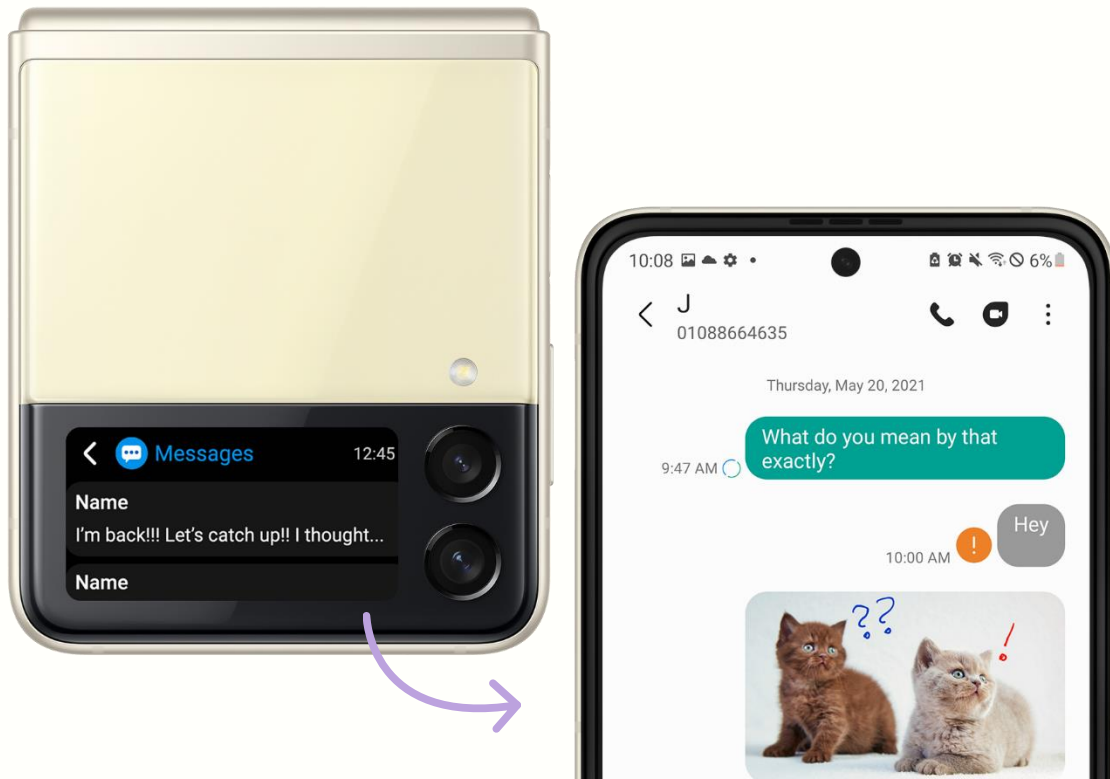 Messages 12:45
Name
I'm back!!! Let's catch up!! I thought...
Name
10:08 6%
J
01088664635
Thursday, May 20, 2021
What do you mean by that
exactly?
9:47 AM
Hey
10:00 AM !
?? !